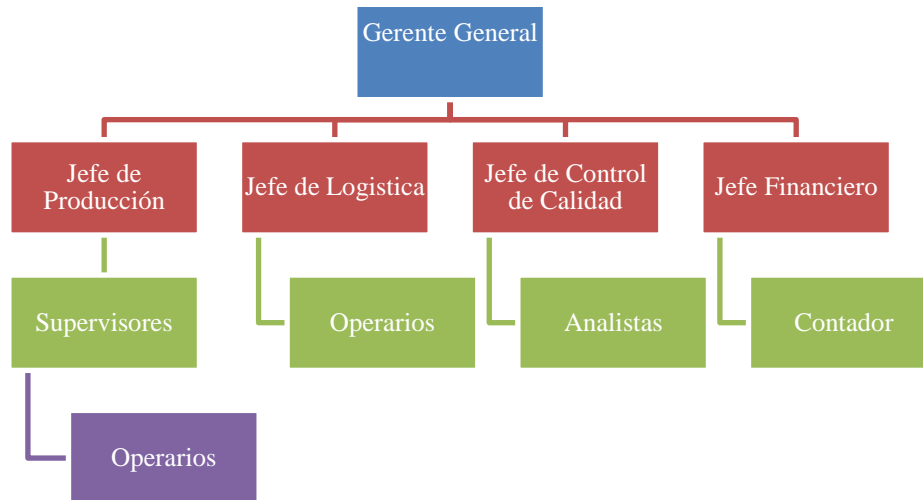 Gerente General
Jefe de
Producción
Jefe de Logistica
Jefe de Control
de Calidad
Jefe Financiero
Supervisores
Operarios
Analistas
Contador
Operarios